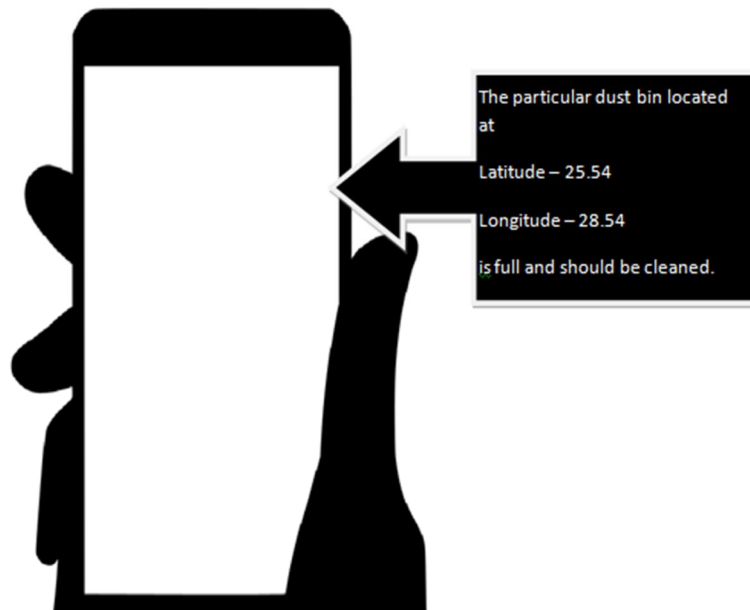 The particular dust bin located
at
Latitude – 25.54
Longitude – 28.54
is full and should be cleaned.